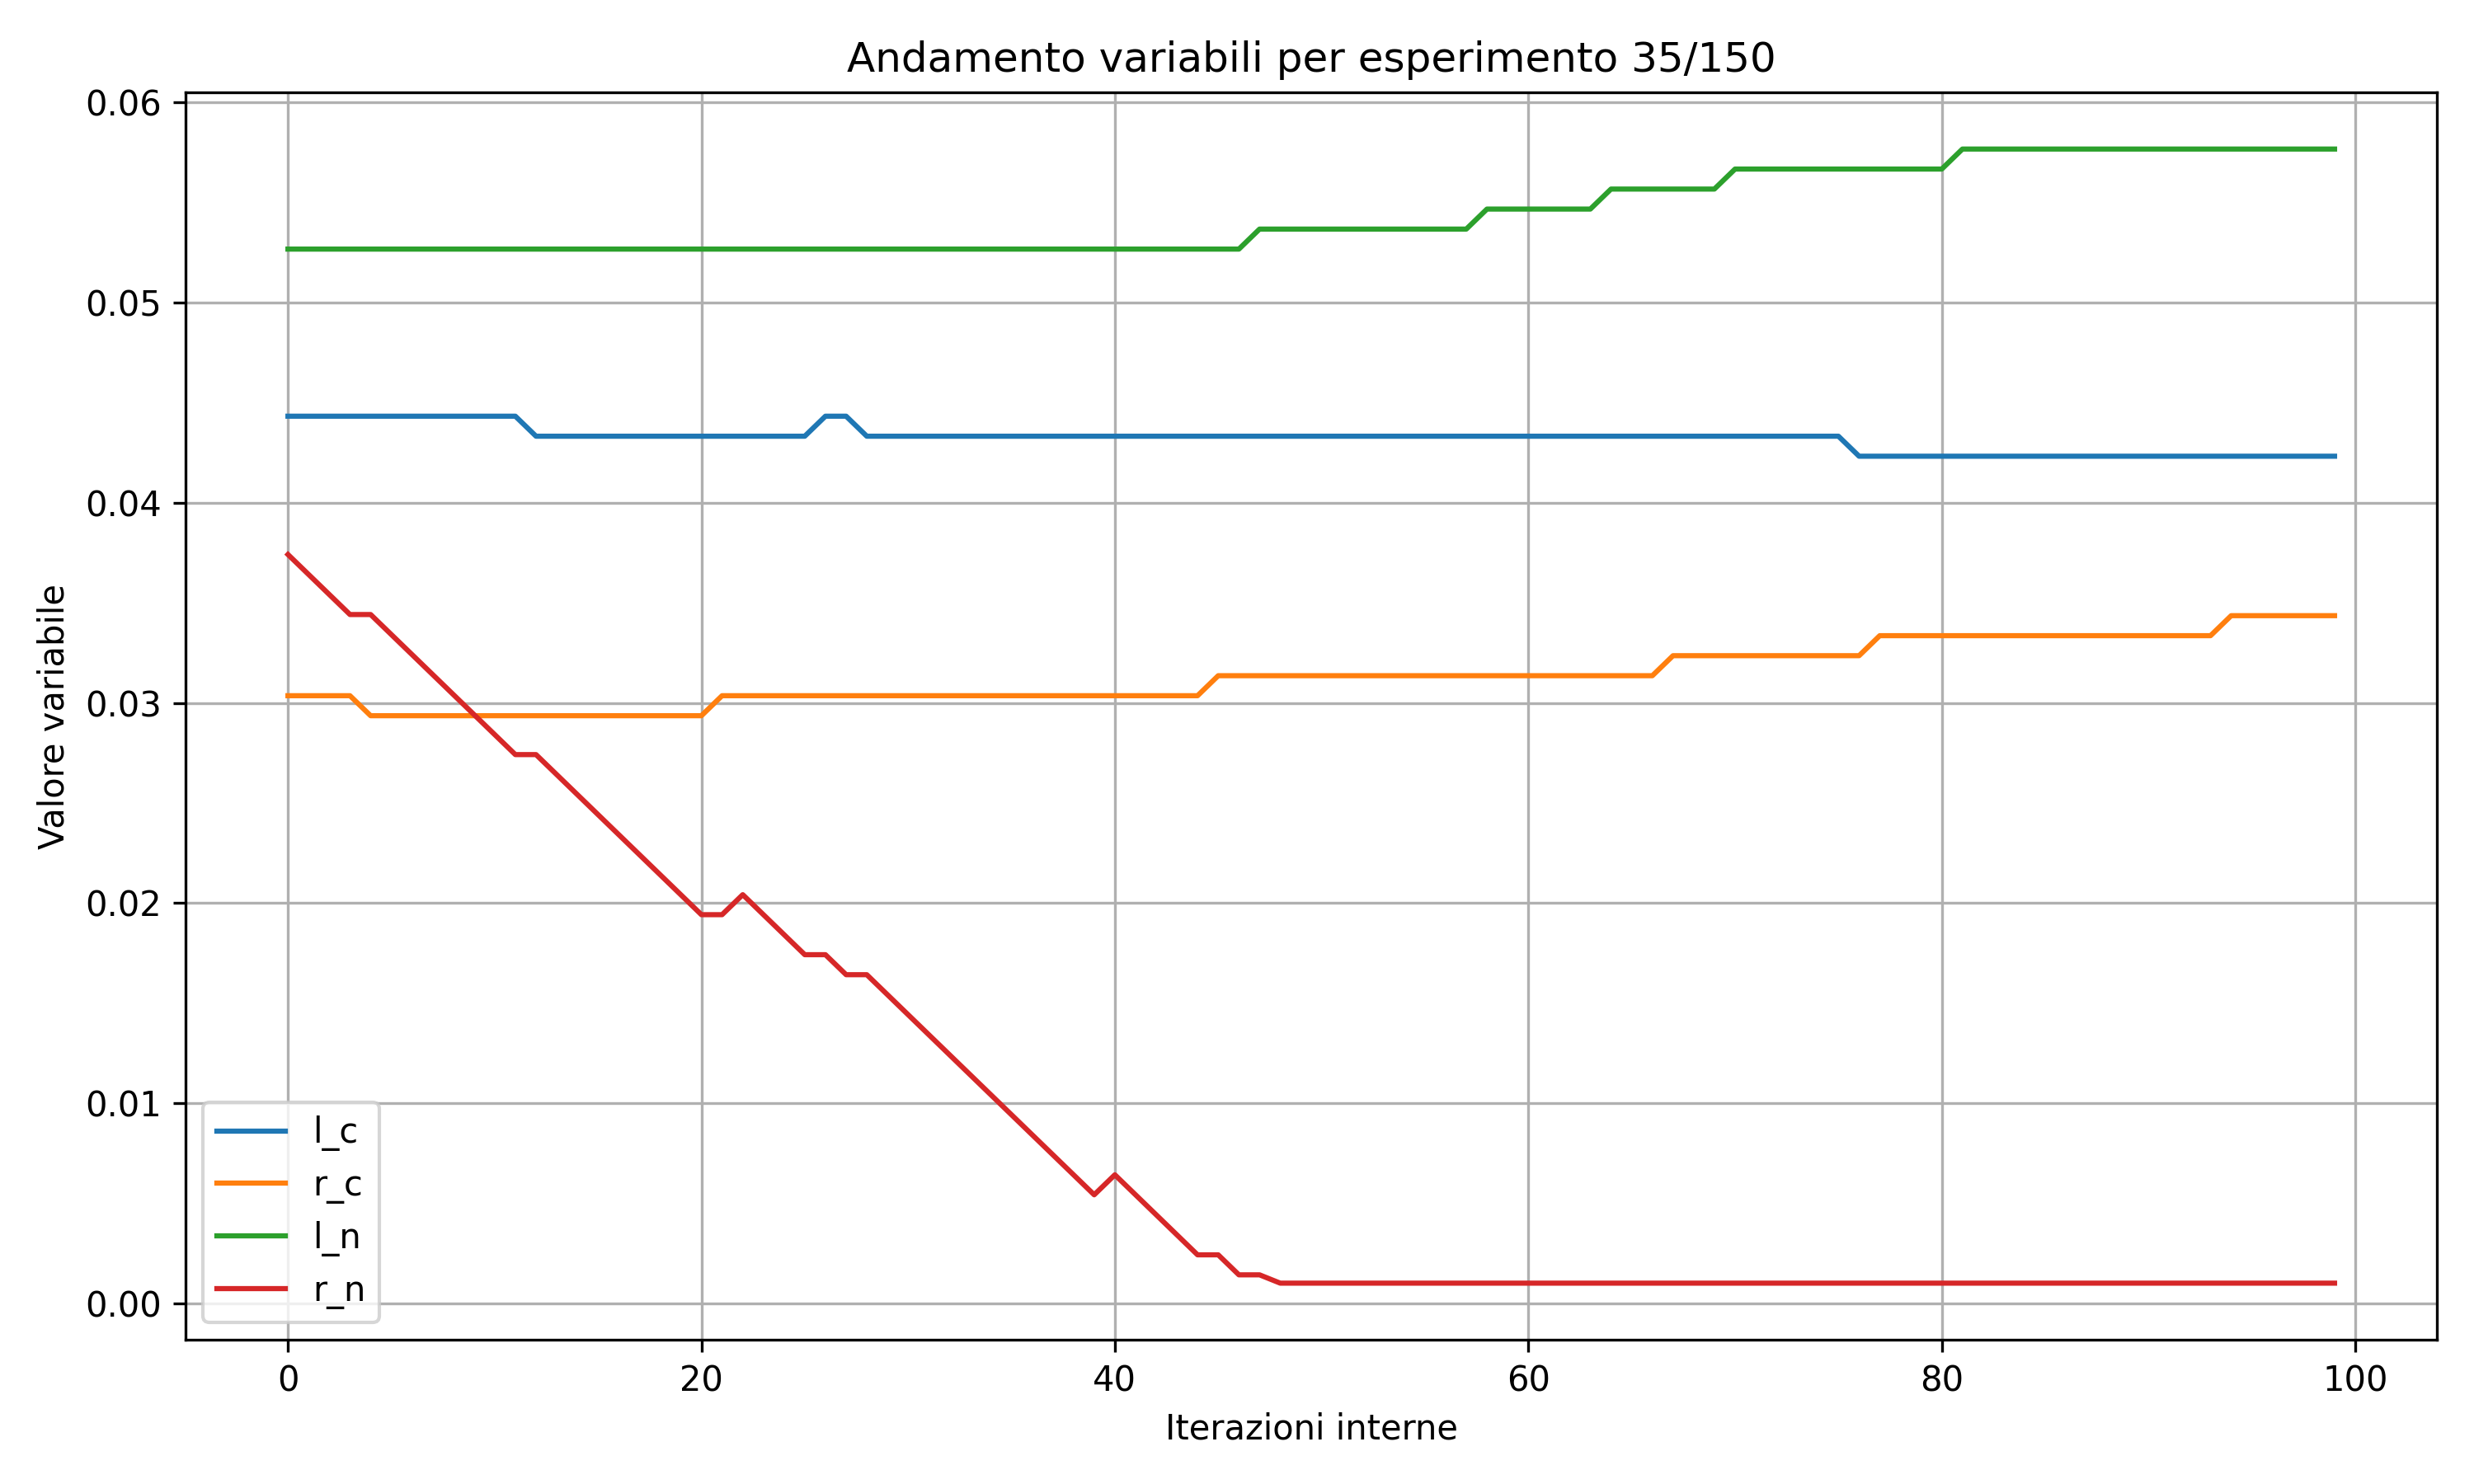 Andamento variabili per esperimento 35/150
0.06
0.05
0.04
0.03
0.02
0.01
0.00
Valore variabile
l_c
r_c
l_n
r_n
0 20 40 60 80 100
Iterazioni interne